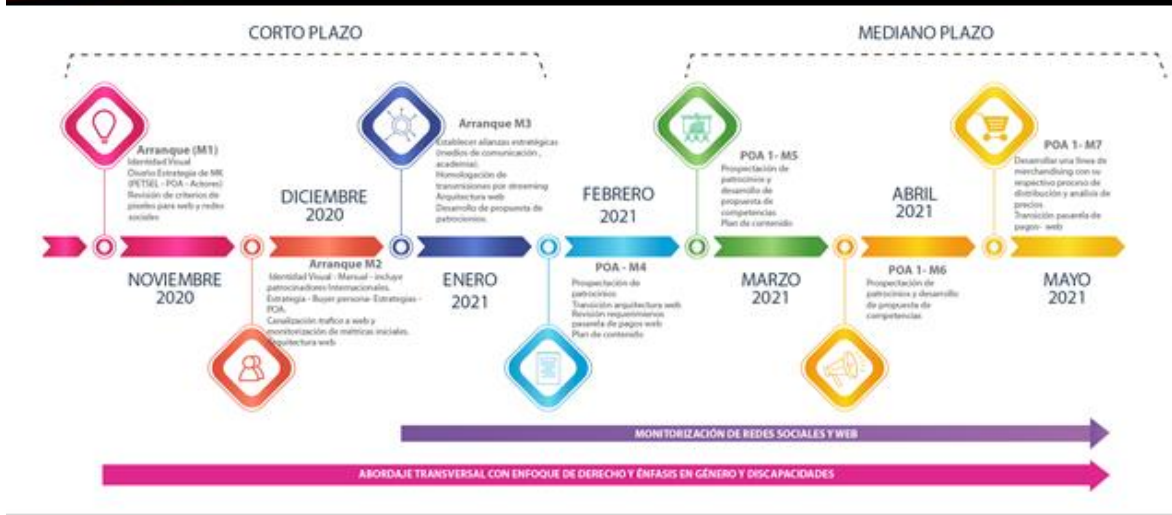 CORTO PLAZO
MEDIANO PLAZO
Arranque (M1)
Identidad Visual
Diseño Estrategia de MK
(PETSEL - POA - Actores)
Revisión de criterios de
pixeles para web y redes
sociales
NOVIEMBRE
2020
DICIEMBRE
2020
Arranque M2
Identidad Visual - Manual - incluye
patrocinadores Internacionales.
Estrategia - Buyer persona- Estrategias -
POA.
Canalización trafico a web y
monitorización de métricas iniciales.
Arquitectura web
Arranque M3
Establecer alianzas estratégicas
(medios de comunicación ,
academia).
Homologación de
transmisiones por streaming
Arquitectura web
Desarrollo de propuesta de
patrocionios.
ENERO
2021
FEBRERO
2021
POA - M4
Prospectación de
patrocinios
Transición arquitectura web
Revisión requerimienos
pasarela de pagos web
Plan de contenido
POA 1- M5
Prospectación de
patrocinios y
desarrollo de
propuesta de
competencias
Plan de contenido
MARZO
2021
ABRIL
2021
POA 1- M6
Prospectación de
patrocinios y desarrollo
de propuesta de
competencias
POA 1- M7
Desarrollar una línea de
merchandising con su
respectivo proceso de
distribución y análisis de
precios
Transición pasarela de
pagos- web
MAYO
2021
MONITORIZACIÓN DE REDES SOCIALES Y WEB
ABORDAJE TRANSVERSAL CON ENFOQUE DE DERECHO Y ÉNFASIS EN GÉNERO Y DISCAPACIDADES